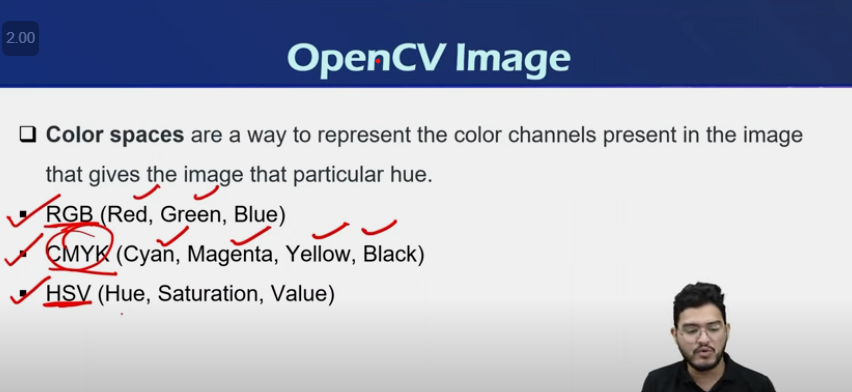 2.00
OpenCV Image
Color spaces are a way to represent the color channels present in the image
that gives the image that particular hue.
RGB (Red, Green, Blue)
CMYK (Cyan, Magenta, Yellow, Black)
HSV (Hue, Saturation, Value)